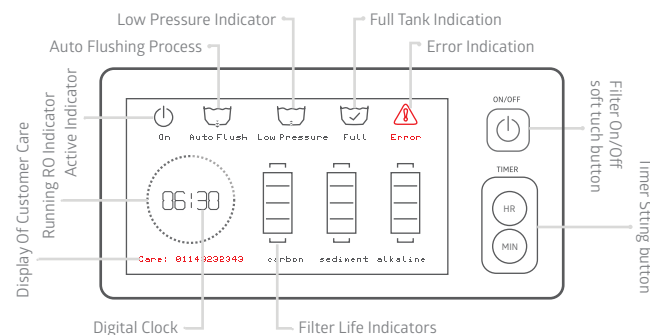 Low Pressure Indicator
Full Tank Indication
Auto Flushing Process
Error Indication
ON/OFF
On
Auto Flush
Low Pressure
Full
Error
TIMER
06:30
HR
MIN
Care: 01149232343
carbon
sediment
alkaline
Active Indicator
Running RO Indicator
Display Of Customer Care
Filter On/Off
soft tuch button
Timer Stting button
Digital Clock
Filter Life Indicators